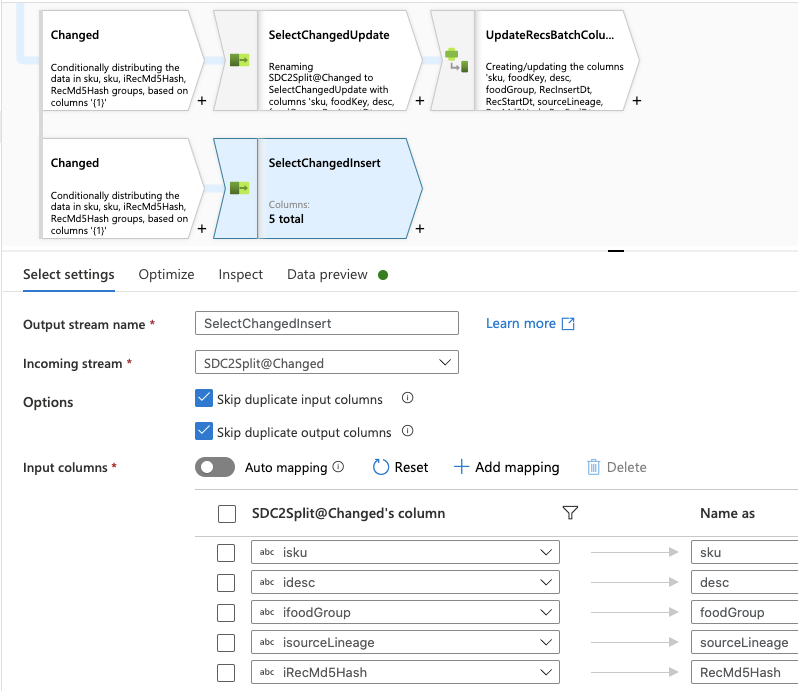 Changed
Conditionally distributing the
data in sku, sku, iRecMd5Hash,
RecMd5Hash groups, based on
columns '{1}'
+
SelectChangedUpdate
Renaming
SDC2Split@Changed to
SelectChangedUpdate with
columns 'sku, foodKey, desc,
+
UpdateRecsBatchColu...
Creating/updating the columns
'sku, foodKey, desc,
foodGroup, RecInsertDt,
RecStartDt, sourceLineage,
+
Changed
Conditionally distributing the
data in sku, sku, iRecMd5Hash,
RecMd5Hash groups, based on
columns '{1}'
+
SelectChangedInsert
Columns:
5 total
+
Select settings Optimize Inspect Data preview
Output stream name * SelectChangedInsert Learn more
Incoming stream * SDC2Split@Changed
Options Skip duplicate input columns
Skip duplicate output columns
Input columns * Auto mapping Reset + Add mapping Delete
SDC2Split@Changed's column Name as
abc isku sku
abc idesc desc
abc ifoodGroup foodGroup
abc isourceLineage sourceLineage
abc iRecMd5Hash RecMd5Hash